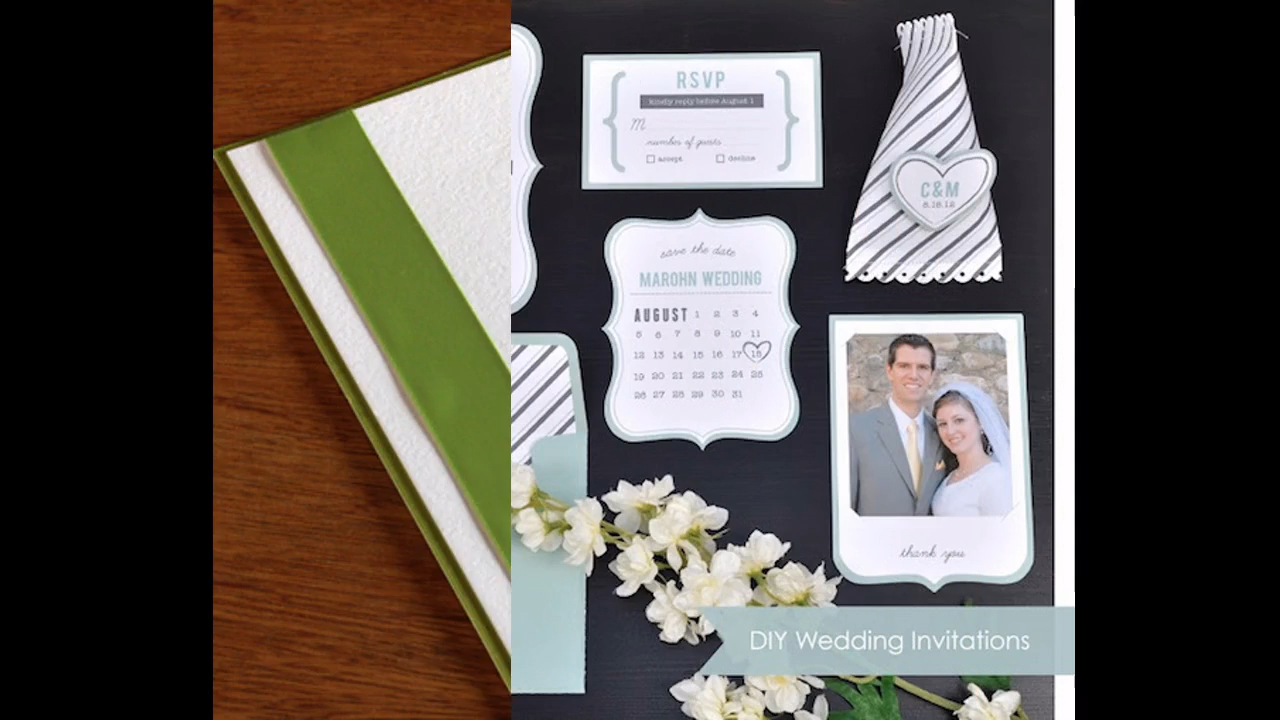 RSVP
Kindly reply before August 1
M
number of guests
accept
decline
C&M
8.18.12
save the date
MAROHN WEDDING
AUGUST 1 2 3 4
5 6 7 8 9 10 11
12 13 14 15 16 17 18
19 20 21 22 23 24 25
26 27 28 29 30 31
thank you
DIY Wedding Invitations